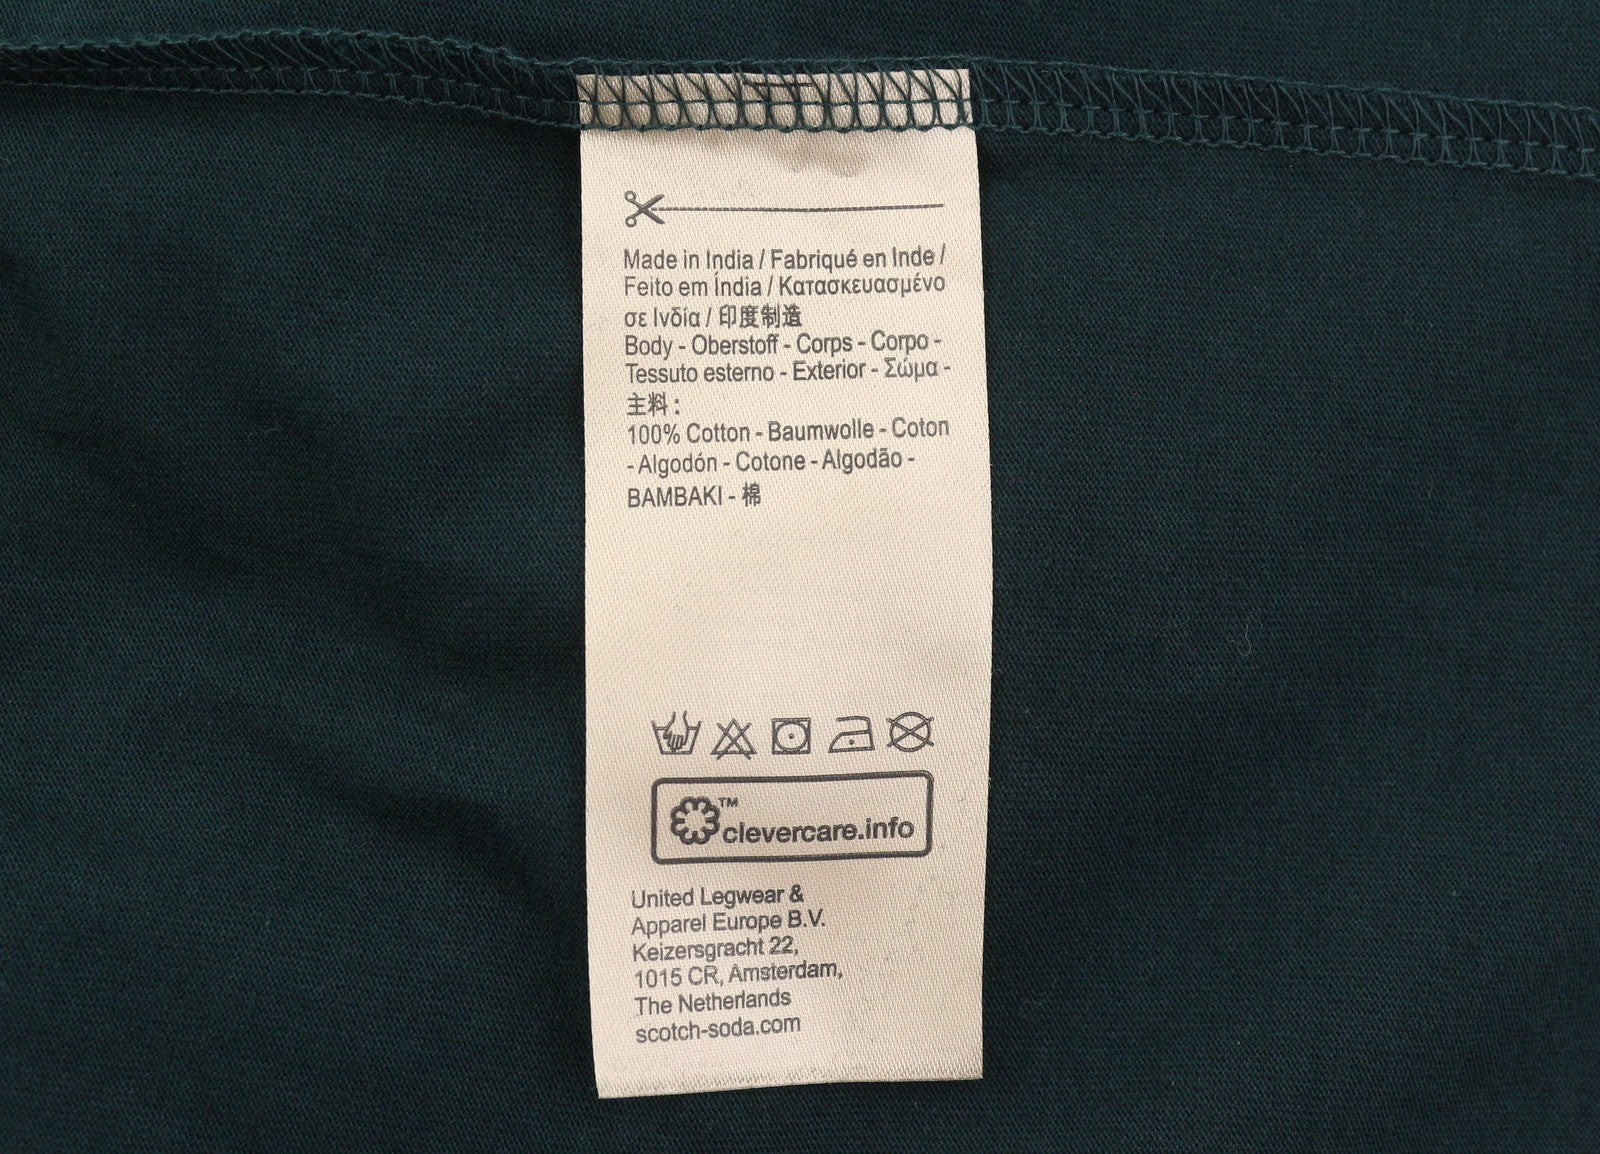 Made in India / Fabriqué en Inde /
Feito em Índia / Κατασκευασμένο
σε Ινδία / 印度制造
Body - Oberstoff - Corps - Corpo -
Tessuto esterno - Exterior - Σώμα -
主料 :
100% Cotton - Baumwolle - Coton
- Algodón - Cotone - Algodão -
BAMBAKI - 棉
™
clevercare.info
United Legwear &
Apparel Europe B.V.
Keizersgracht 22,
1015 CR, Amsterdam,
The Netherlands
scotch-soda.com